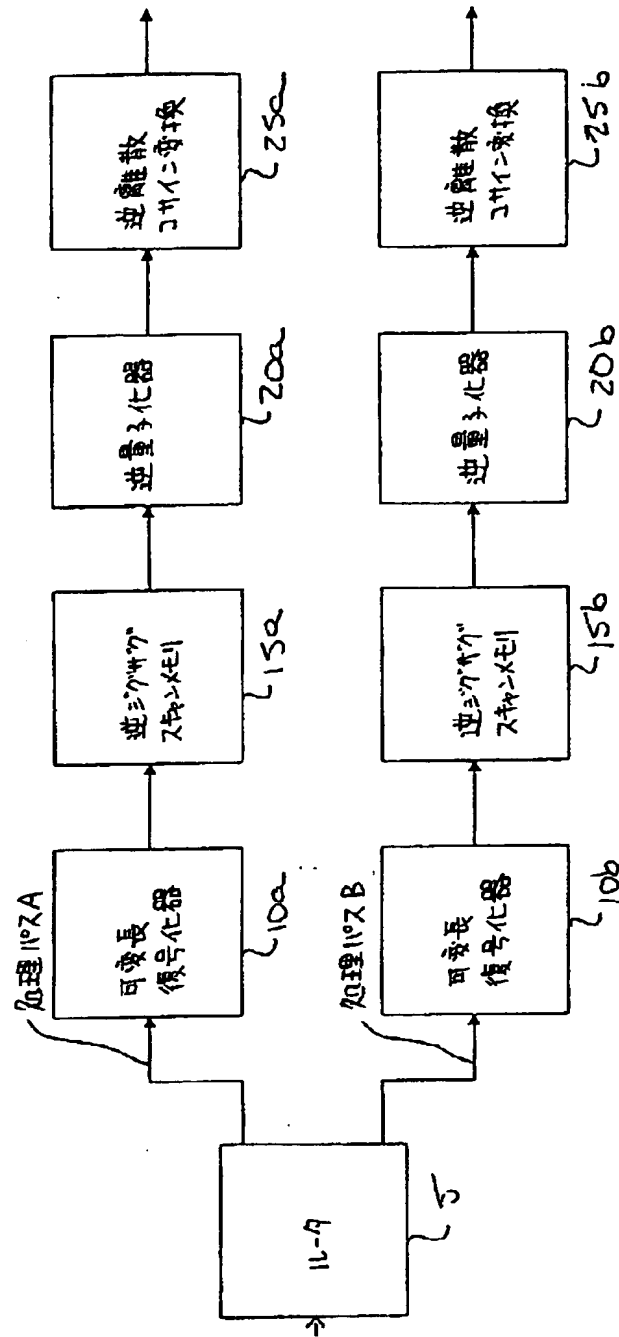 ルータ
5
処理パスA
可変長
復号化器
10a
逆ジグザグ
スキャンメモリ
15a
逆量子化器
20a
逆離散
コサイン変換
25a
処理パスB
可変長
復号化器
10b
逆ジグザグ
スキャンメモリ
15b
逆量子化器
20b
逆離散
コサイン変換
25b